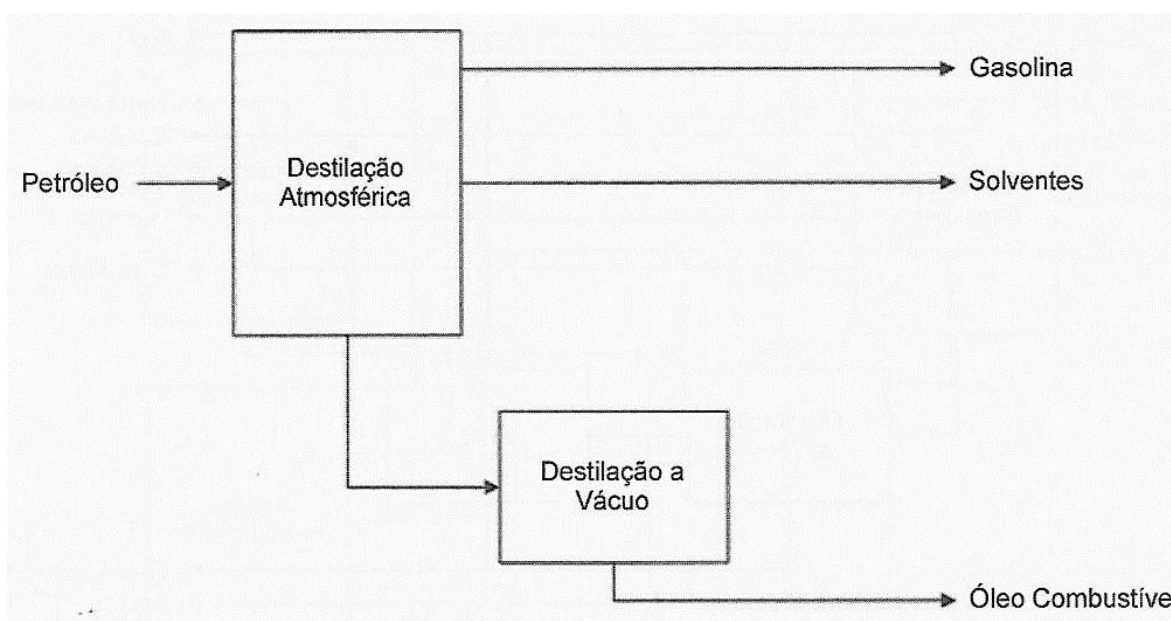 Gasolina
Destilação
Atmosférica
Petróleo
Solventes
Destilação a
Vácuo
Óleo Combustíve